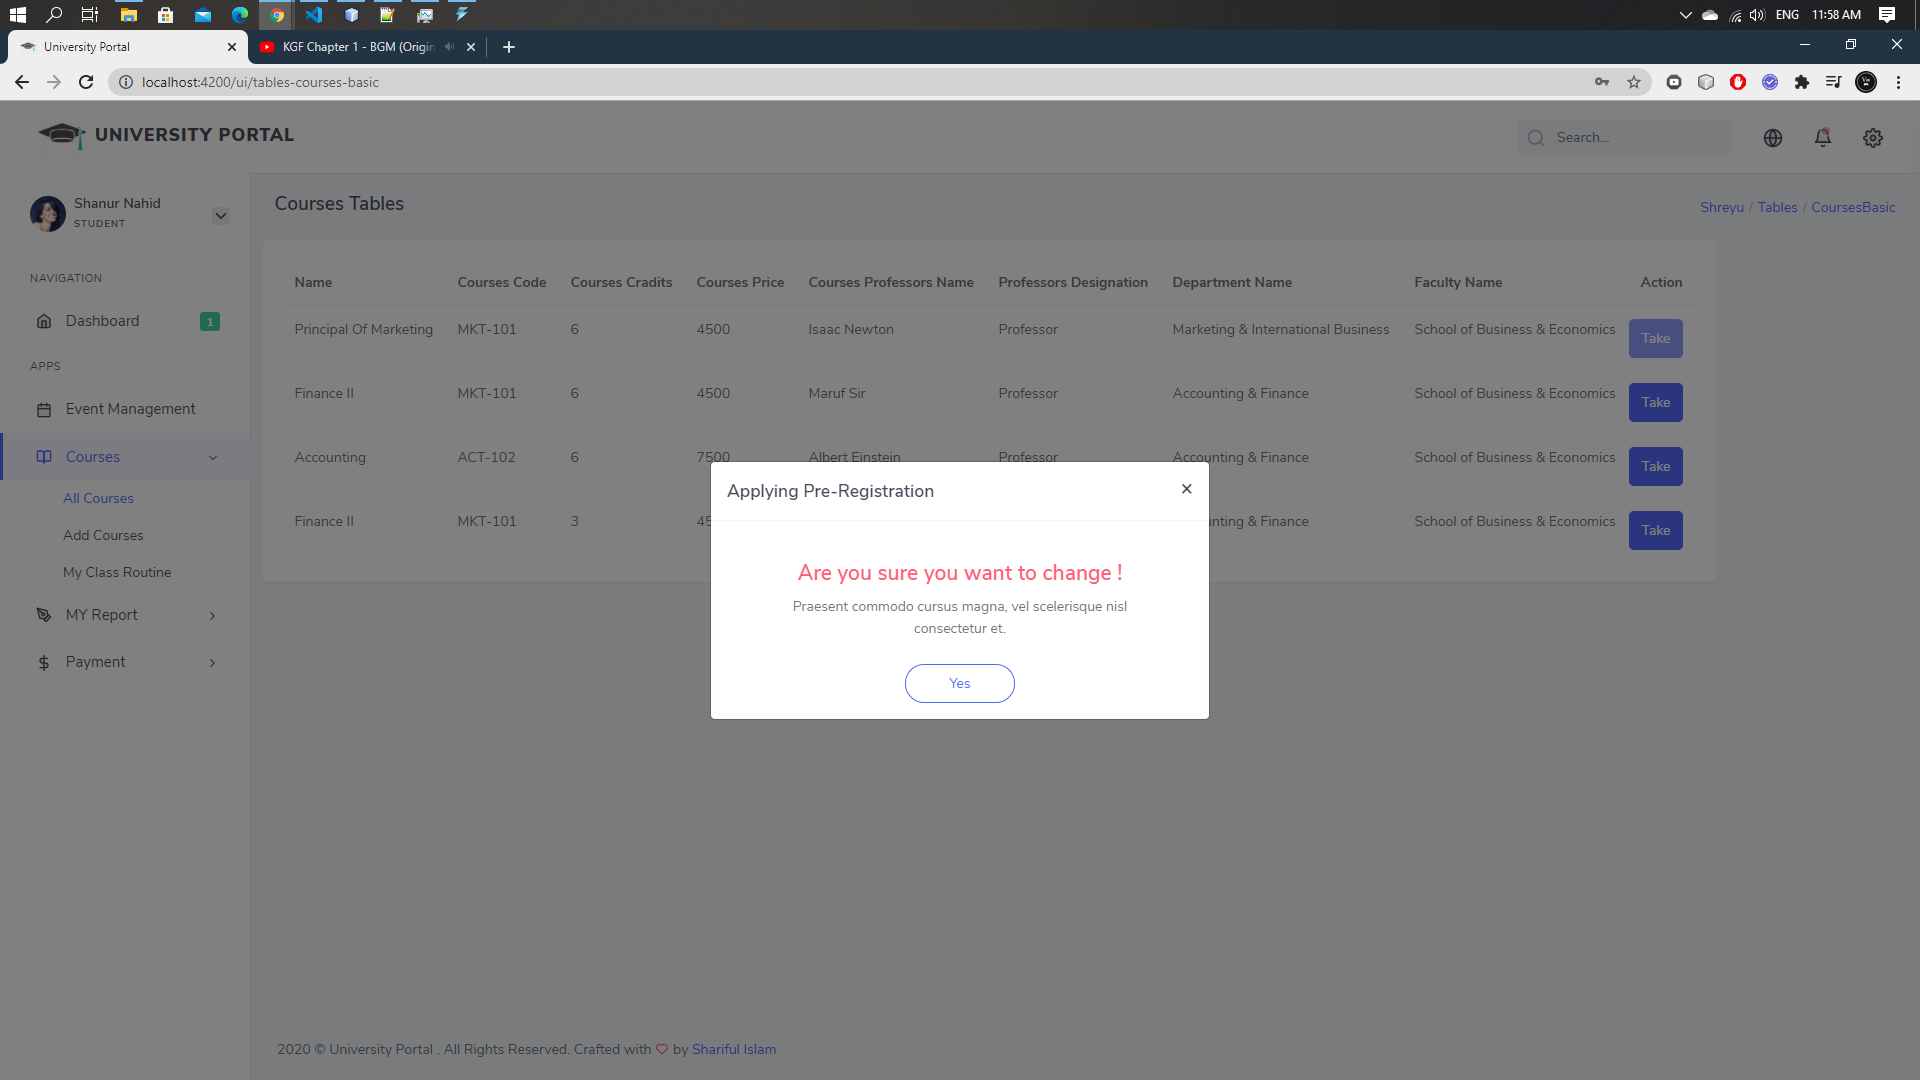 ENG 11:58 AM
University Portal
KGF Chapter 1 - BGM (Origin
localhost:4200/ui/tables-courses-basic
UNIVERSITY PORTAL
Search...
Shanur Nahid
STUDENT
NAVIGATION
Dashboard 1
APPS
Event Management
Courses
All Courses
Add Courses
My Class Routine
MY Report
Payment
Courses Tables
Shreyu / Tables / CoursesBasic
Name Courses Code Courses Cradits Courses Price Courses Professors Name Professors Designation Department Name Faculty Name Action
Principal Of Marketing MKT-101 6 4500 Isaac Newton Professor Marketing & International Business School of Business & Economics Take
Finance II MKT-101 6 4500 Maruf Sir Professor Accounting & Finance School of Business & Economics Take
Accounting ACT-102 6 7500 Albert Einstein Professor Accounting & Finance School of Business & Economics Take
Finance II MKT-101 3 45 unting & Finance School of Business & Economics Take
Applying Pre-Registration
Are you sure you want to change !
Praesent commodo cursus magna, vel scelerisque nisl
consectetur et.
Yes
2020 © University Portal . All Rights Reserved. Crafted with by Shariful Islam